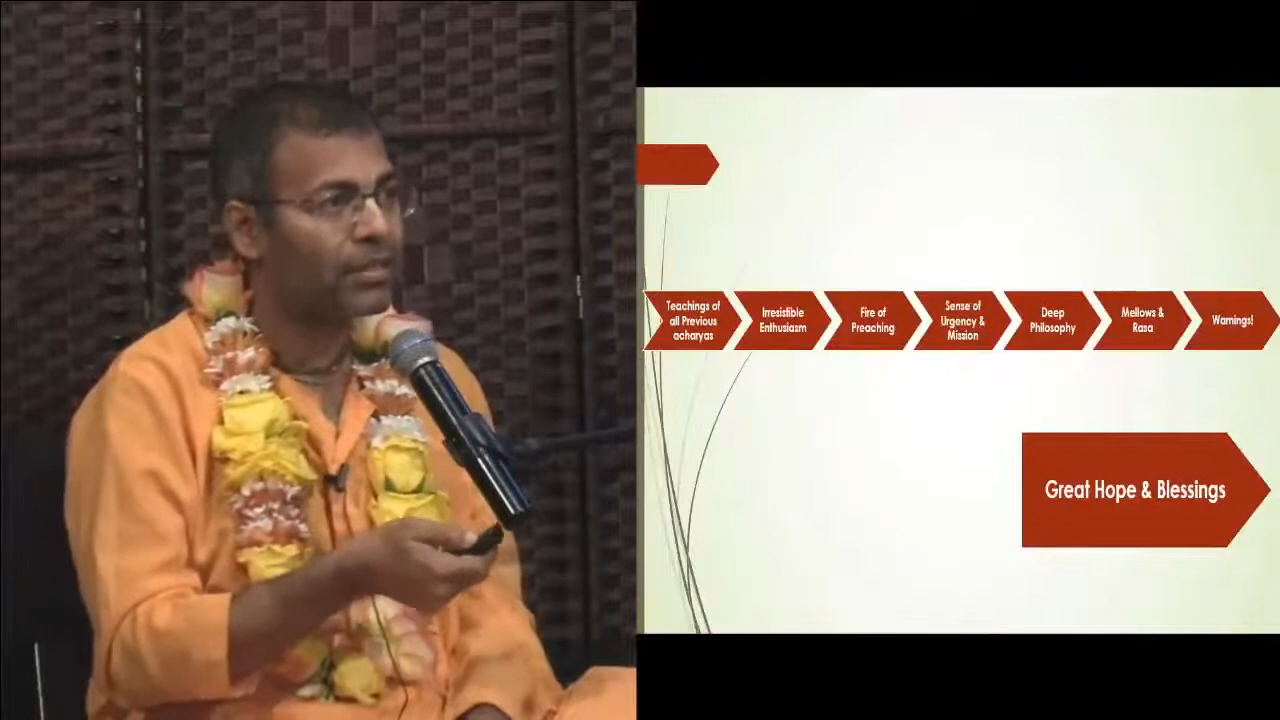 Teachings of
all Previous
acharyas
Irresistible
Enthusiasm
Fire of
Preaching
Sense of
Urgency &
Mission
Deep
Philosophy
Mellows &
Rasa
Warnings!
Great Hope & Blessings